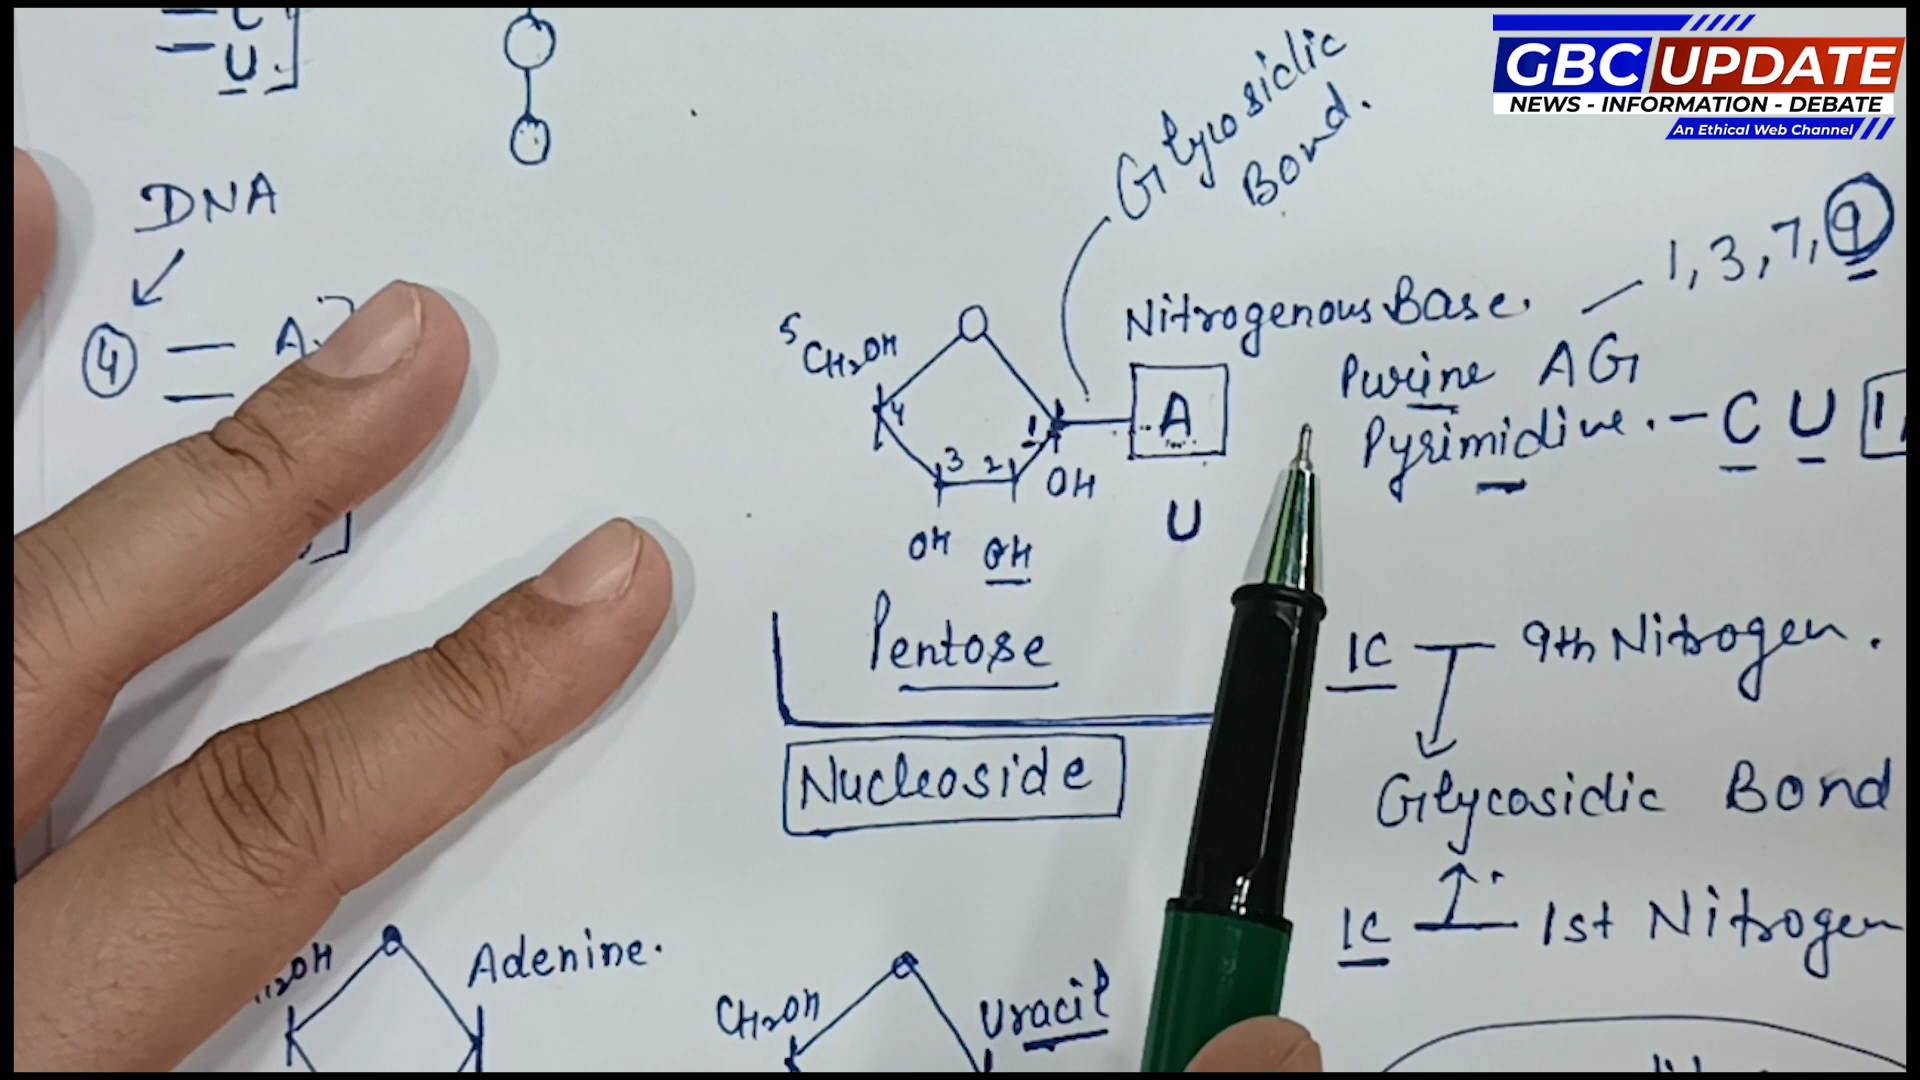 GBC UPDATE
NEWS - INFORMATION - DEBATE
An Ethical Web Channel
U
Glycosidic
Bond.
DNA
4
A
1, 3, 7, 9
Nitrogenous Base.
Purine AG
Pyrimidine. - C U
5
CH2OH
4
3
2
1
A
OH
OH
OH
U
Pentose
1C 9th Nitrogen.
Nucleoside
Glycosidic Bond
1C 1st Nitrogen
Adenine.
CH2OH
Uracil